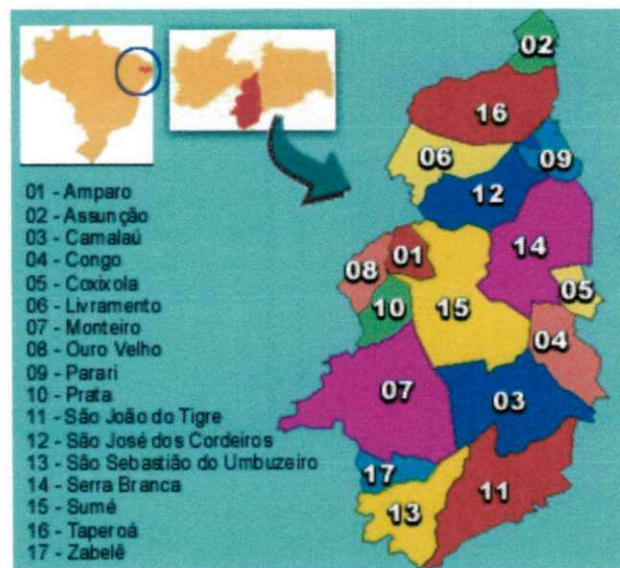 01 - Amparo
02 - Assunção
03 - Camalaú
04 - Congo
05 - Coxixola
06 - Livramento
07 - Monteiro
08 - Ouro Velho
09 - Parari
10 - Prata
11 - São João do Tigre
12 - São José dos Cordeiros
13 - São Sebastião do Umbuzeiro
14 - Serra Branca
15 - Sumé
16 - Taperoá
17 - Zabelê
02
16
06
09
12
14
01
08
05
10
15
04
07
03
17
11
13